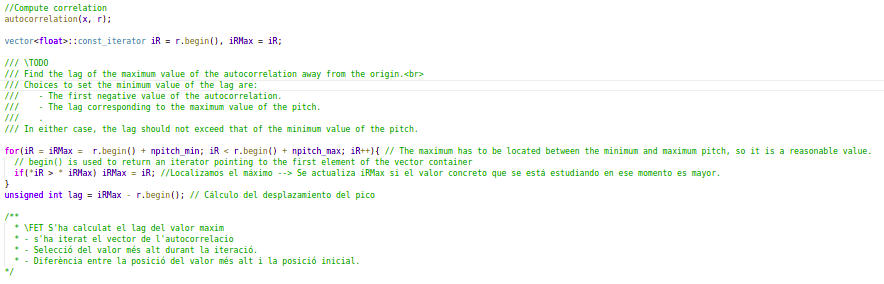 //Compute correlation
autocorrelation(x, r);
vector<float>::const_iterator iR = r.begin(), iRMax = iR;
/// \TODO
/// Find the lag of the maximum value of the autocorrelation away from the origin.<br>
/// Choices to set the minimum value of the lag are:
///    - The first negative value of the autocorrelation.
///    - The lag corresponding to the maximum value of the pitch.
///    .
/// In either case, the lag should not exceed that of the minimum value of the pitch.
for(iR = iRMax =  r.begin() + npitch_min; iR < r.begin() + npitch_max; iR++){ // The maximum has to be located between the minimum and maximum pitch, so it is a reasonable value.
  // begin() is used to return an iterator pointing to the first element of the vector container
  if(*iR > * iRMax) iRMax = iR; //Localizamos el máximo --> Se actualiza iRMax si el valor concreto que se está estudiando en ese momento es mayor.
}
unsigned int lag = iRMax - r.begin(); // Cálculo del desplazamiento del pico
/**
  * \FET S'ha calculat el lag del valor maxim
  * - s'ha iterat el vector de l'autocorrelacio
  * - Selecció del valor més alt durant la iteració.
  * - Diferència entre la posició del valor més alt i la posició inicial.
*/